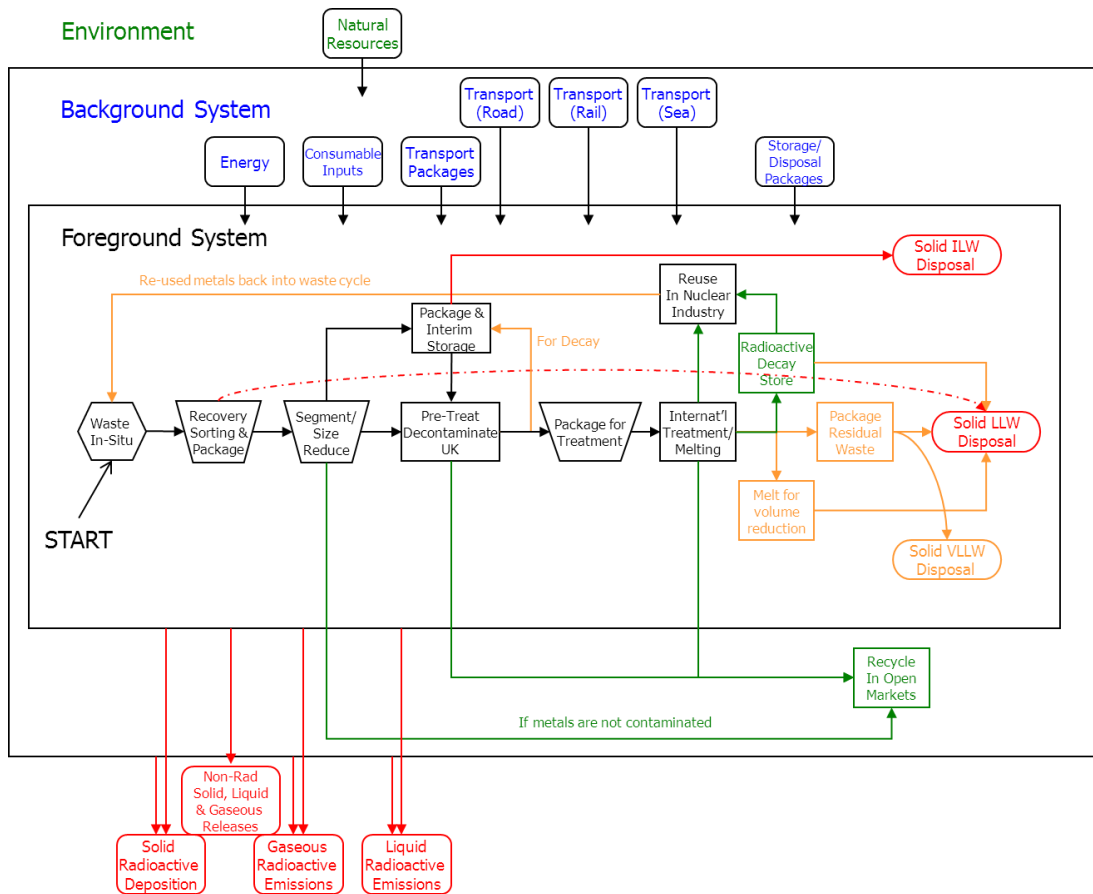 Environment
Natural
Resources
Background System
Transport
(Road)
Transport
(Rail)
Transport
(Sea)
Energy
Consumable
Inputs
Transport
Packages
Storage/
Disposal
Packages
Foreground System
Solid ILW
Disposal
Re-used metals back into waste cycle
Reuse
In Nuclear
Industry
Package &
Interim
Storage
For Decay
Radioactive
Decay
Store
Waste
In-Situ
Recovery
Sorting &
Package
Segment/
Size
Reduce
Pre-Treat
Decontaminate
UK
Package for
Treatment
Internat'l
Treatment/
Melting
Package
Residual
Waste
Solid LLW
Disposal
Melt for
volume
reduction
START
Solid VLLW
Disposal
Recycle
In Open
Markets
If metals are not contaminated
Non-Rad
Solid, Liquid
& Gaseous
Releases
Solid
Radioactive
Deposition
Gaseous
Radioactive
Emissions
Liquid
Radioactive
Emissions